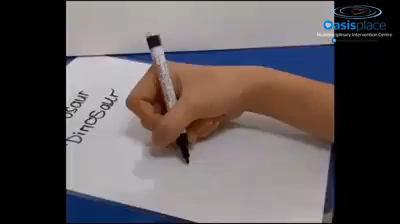 Oasisplace
Multidisciplinary Intervention Centre
osaur
Dinosaur